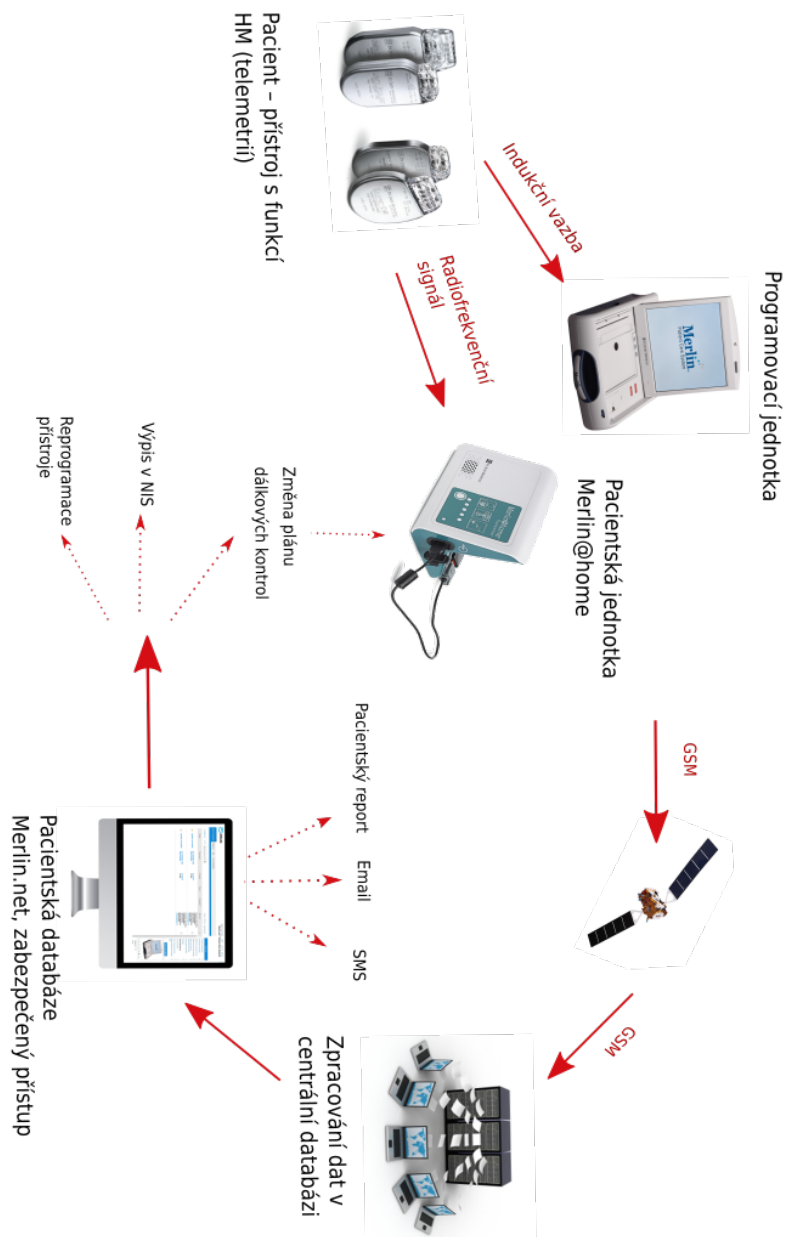 Programovací jednotka
Merlin
GSM
GSM
Pacientská jednotka
Merlin@home
Indukční vazba
Radiofrekvenční
signál
Pacient – přístroj s funkcí
HM (telemetrií)
Změna plánu
dálkových kontrol
Výpis v NIS
Reprogramace
přístroje
Pacientský report
Email
SMS
Zpracování dat v
centrální databázi
Pacientská databáze
Merlin.net, zabezpečený přístup